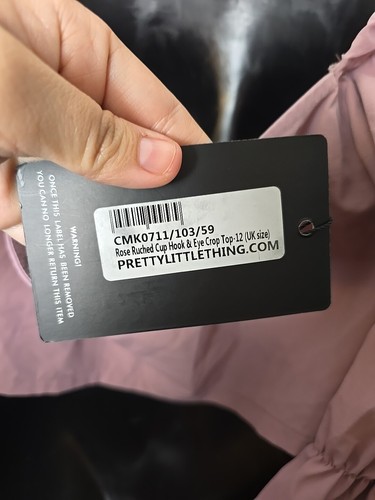 CMK0711/103/59
Rose Ruched Cup Hook & Eye Crop Top-12 (UK size)
PRETTYLITTLETHING.COM
WARNING!
ONCE THIS LABEL HAS BEEN REMOVED
YOU CAN NO LONGER RETURN THIS ITEM